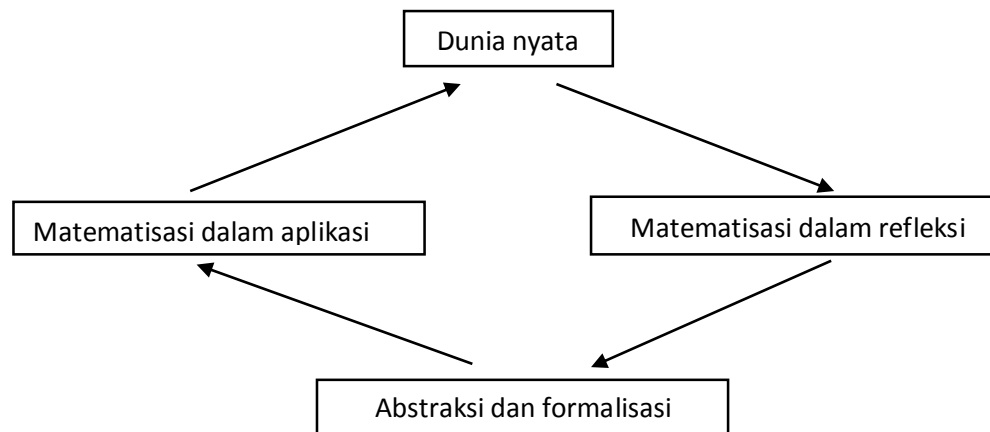 Dunia nyata
Matematisasi dalam aplikasi
Matematisasi dalam refleksi
Abstraksi dan formalisasi